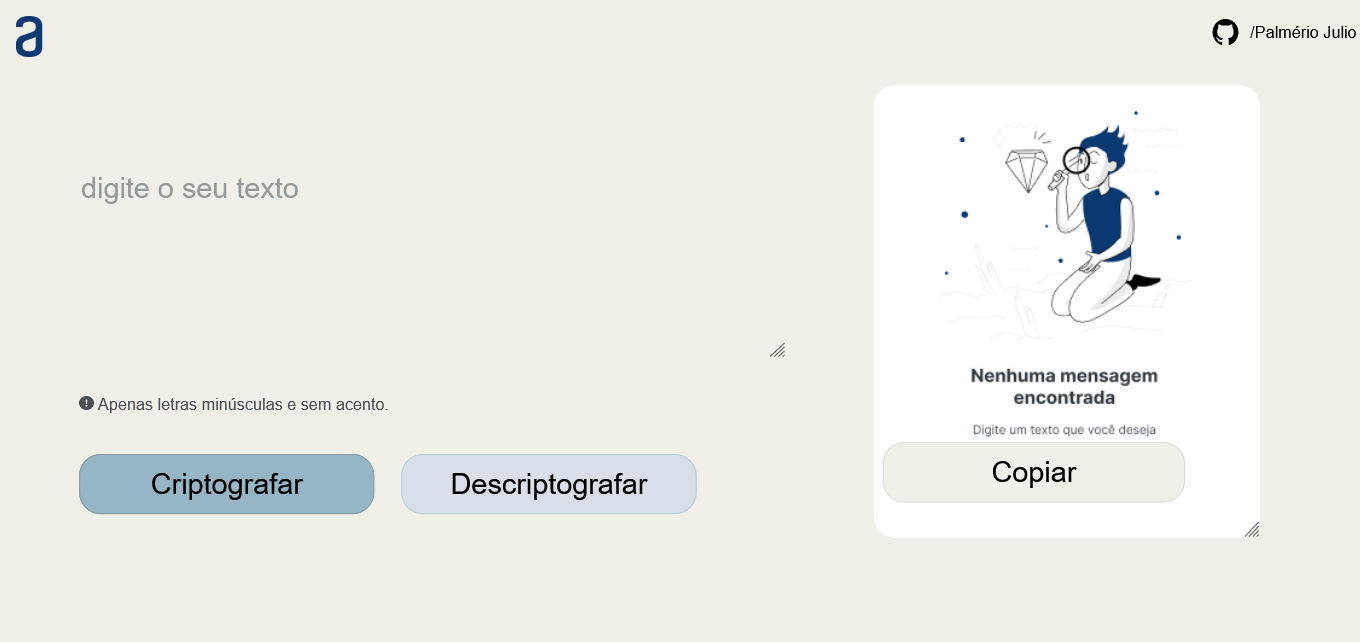 a
/Palmério Julio
digite o seu texto
Apenas letras minúsculas e sem acento.
Criptografar
Descriptografar
Nenhuma mensagem
encontrada
Digite um texto que você deseja
Copiar